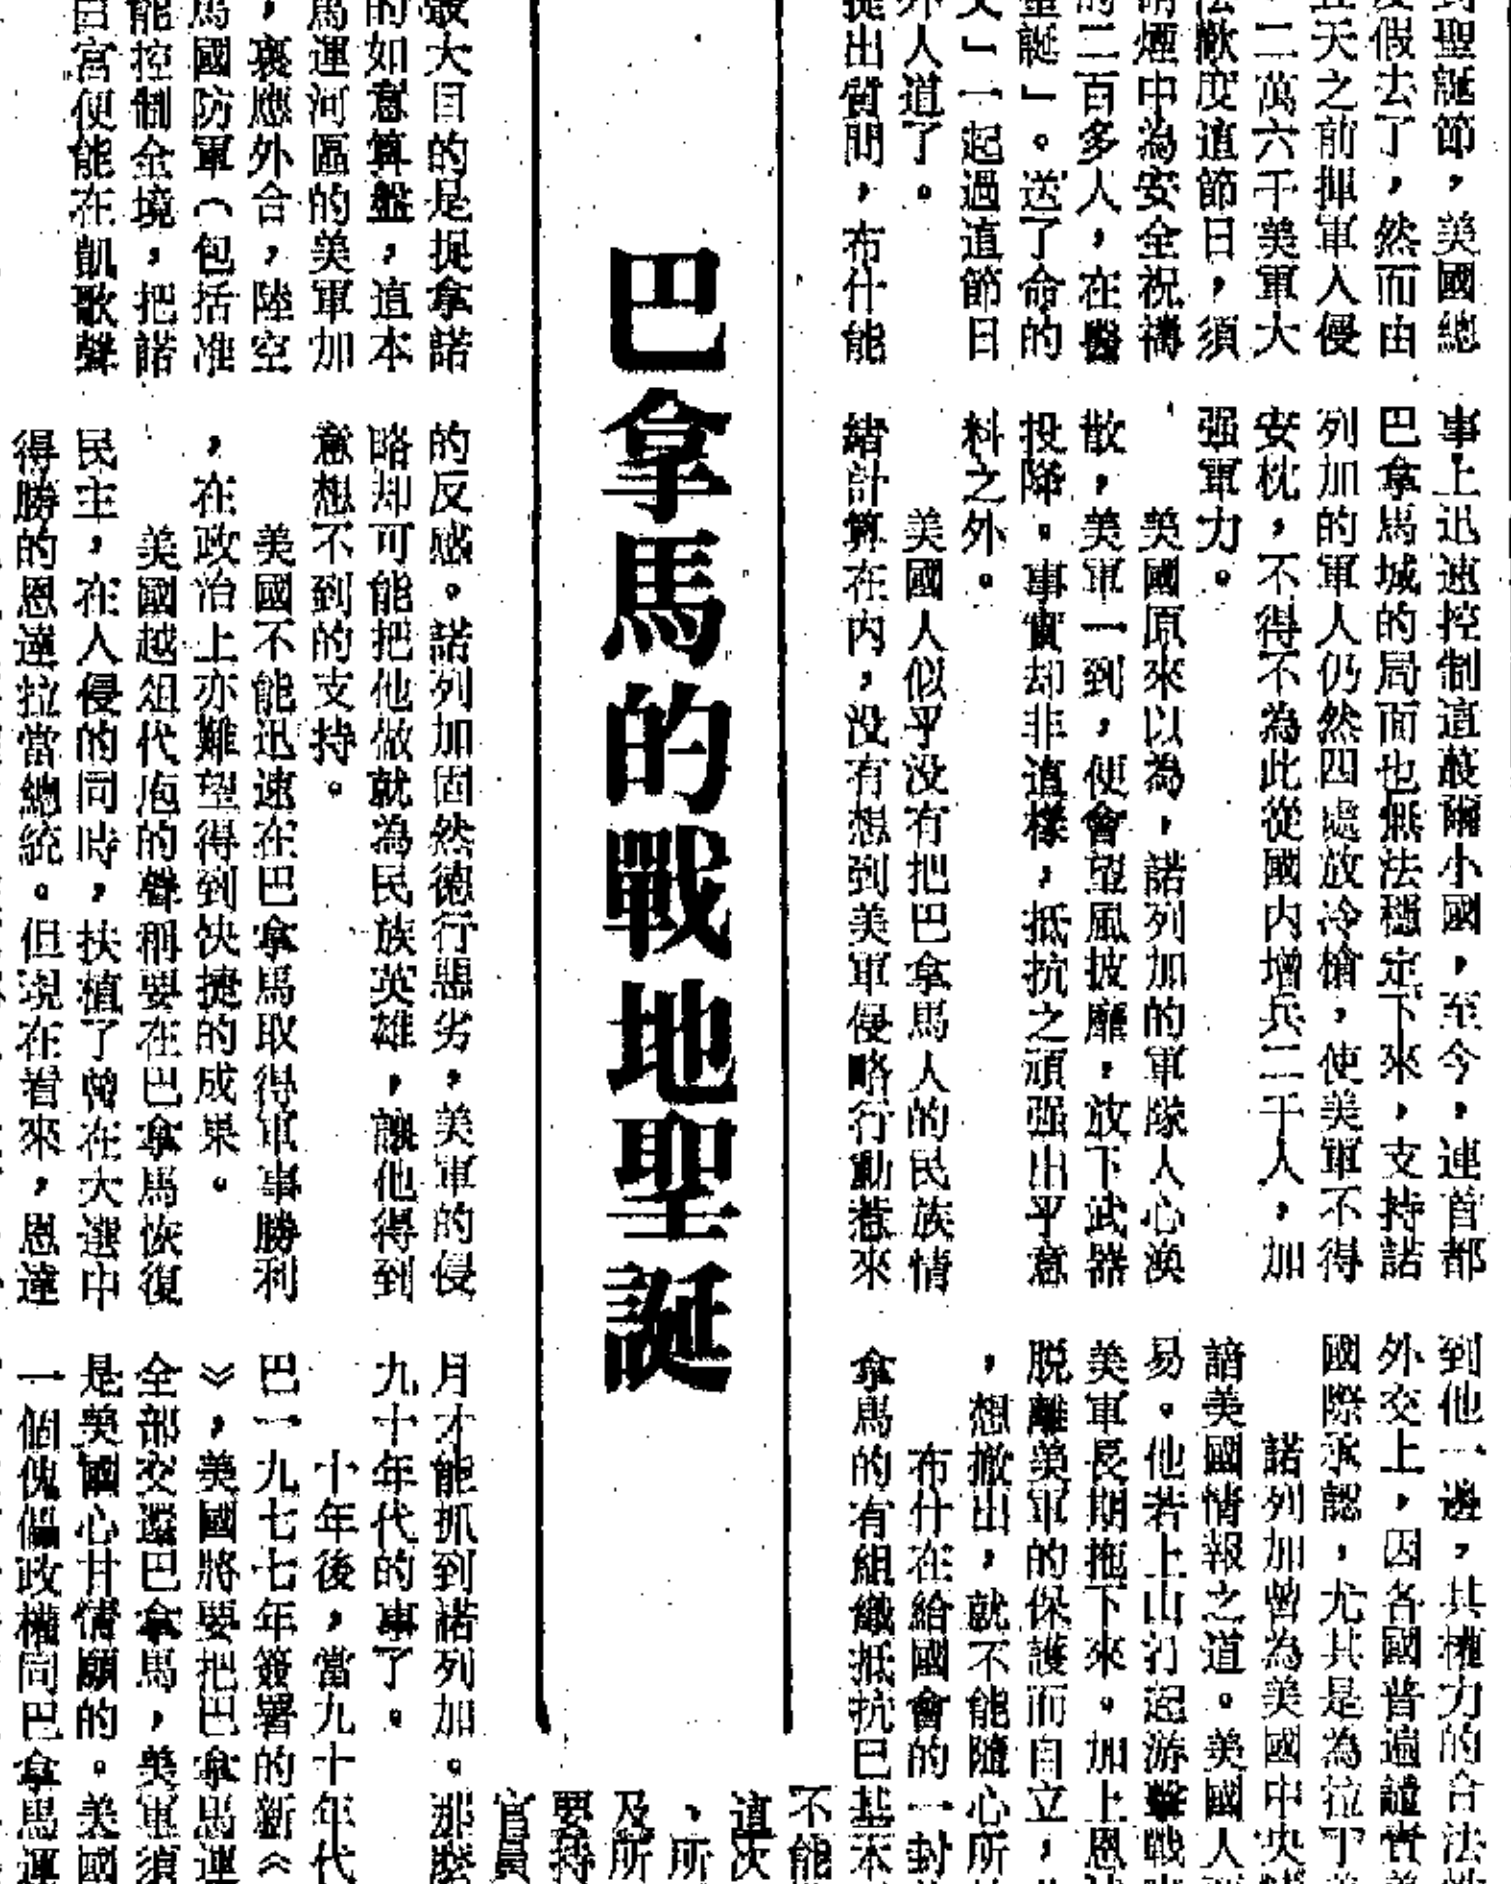 巴拿馬的戰地聖誕
到聖誕節，美國總
度假去了，然而由
五天之前揮軍入侵
，二萬六千美軍大
法歡度這節日，須
硝煙中為安全祝禱
的二百多人，在醫
聖誕」。送了命的
文」一起過這節日
外人道了。
提出質問，布什能
最大目的是捉拿諾
的如意算盤，這本
馬運河區的美軍加
，裏應外合，陸空
馬國防軍（包括准
能控制全境，把諾
白宮便能在凱歌聲
事上迅速控制這蕞爾小國，至今，連首都
巴拿馬城的局面也無法穩定下來，支持諾
列加的軍人仍然四處放冷槍，使美軍不得
安枕，不得不為此從國內增兵二千人，加
强軍力。
美國原來以為，諾列加的軍隊人心渙
散，美軍一到，便會望風披靡，放下武器
投降。事實却非這樣，抵抗之頑强出乎意
料之外。
美國人似乎没有把巴拿馬人的民族情
緒計算在內，没有想到美軍侵略行動惹來
的反感。諾列加固然德行惡劣，美軍的侵
略却可能把他做就為民族英雄，讓他得到
意想不到的支持。
美國不能迅速在巴拿馬取得軍事勝利
，在政治上亦難望得到快捷的成果。
美國越俎代庖的聲稱要在巴拿馬恢復
民主，在入侵的同時，扶植了曾在大選中
得勝的恩達拉當總統。但現在看來，恩達
到他一邊，其權力的合法
外交上，因各國普遍譴責
國際承認，尤其是為拉丁
諾列加曾為美國中央
諳美國情報之道。美國人
易。他若上山打起游擊戰
美軍長期拖下來。加上恩
脱離美軍的保護而自立，
，想撤出，就不能隨心所
布什在給國會的一封
拿馬的有組織抵抗已基本
不能
這次
、所
及所
要持
官員
月才能抓到諾列加。那麼
九十年代的事了。
十年後，當九十年代
巴一九七七年簽署的新《
》，美國將要把巴拿馬運
全部交還巴拿馬，美軍須
是美國心甘情願的。美國
一個傀儡政權同巴拿馬運